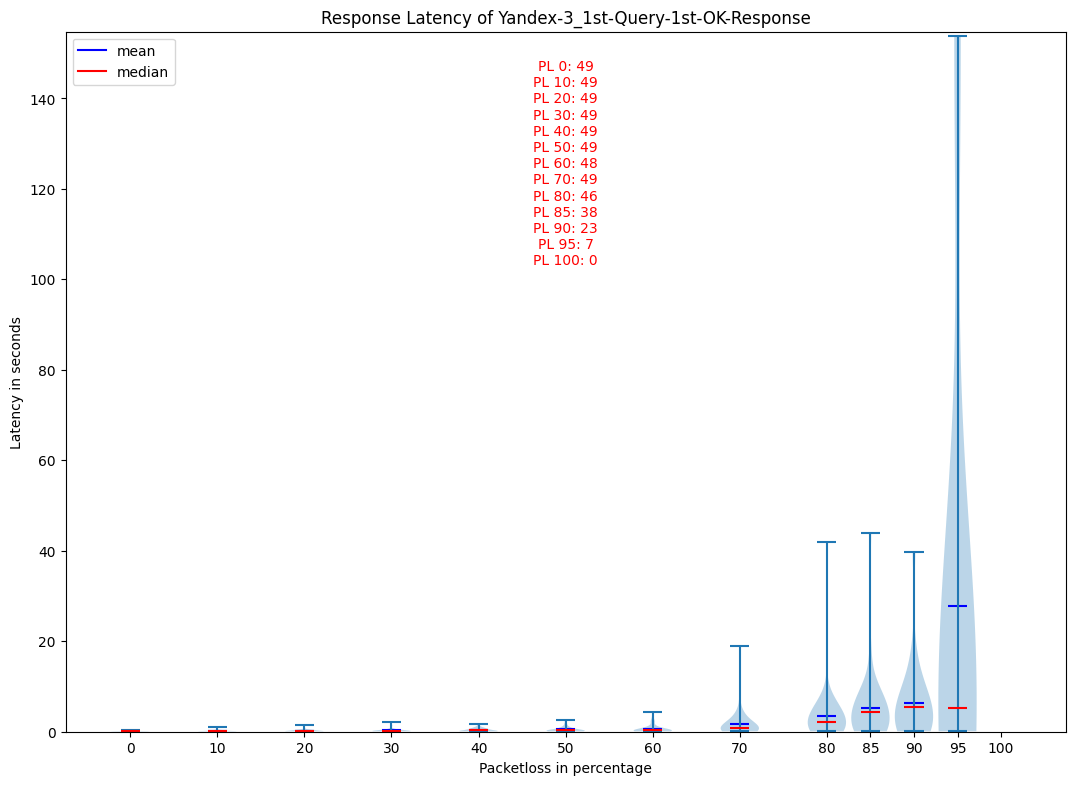 Response Latency of Yandex-3_1st-Query-1st-OK-Response
mean
median
PL 0: 49
PL 10: 49
PL 20: 49
PL 30: 49
PL 40: 49
PL 50: 49
PL 60: 48
PL 70: 49
PL 80: 46
PL 85: 38
PL 90: 23
PL 95: 7
PL 100: 0
Latency in seconds
140
120
100
80
60
40
20
0
0 10 20 30 40 50 60 70 80 85 90 95 100
Packetloss in percentage